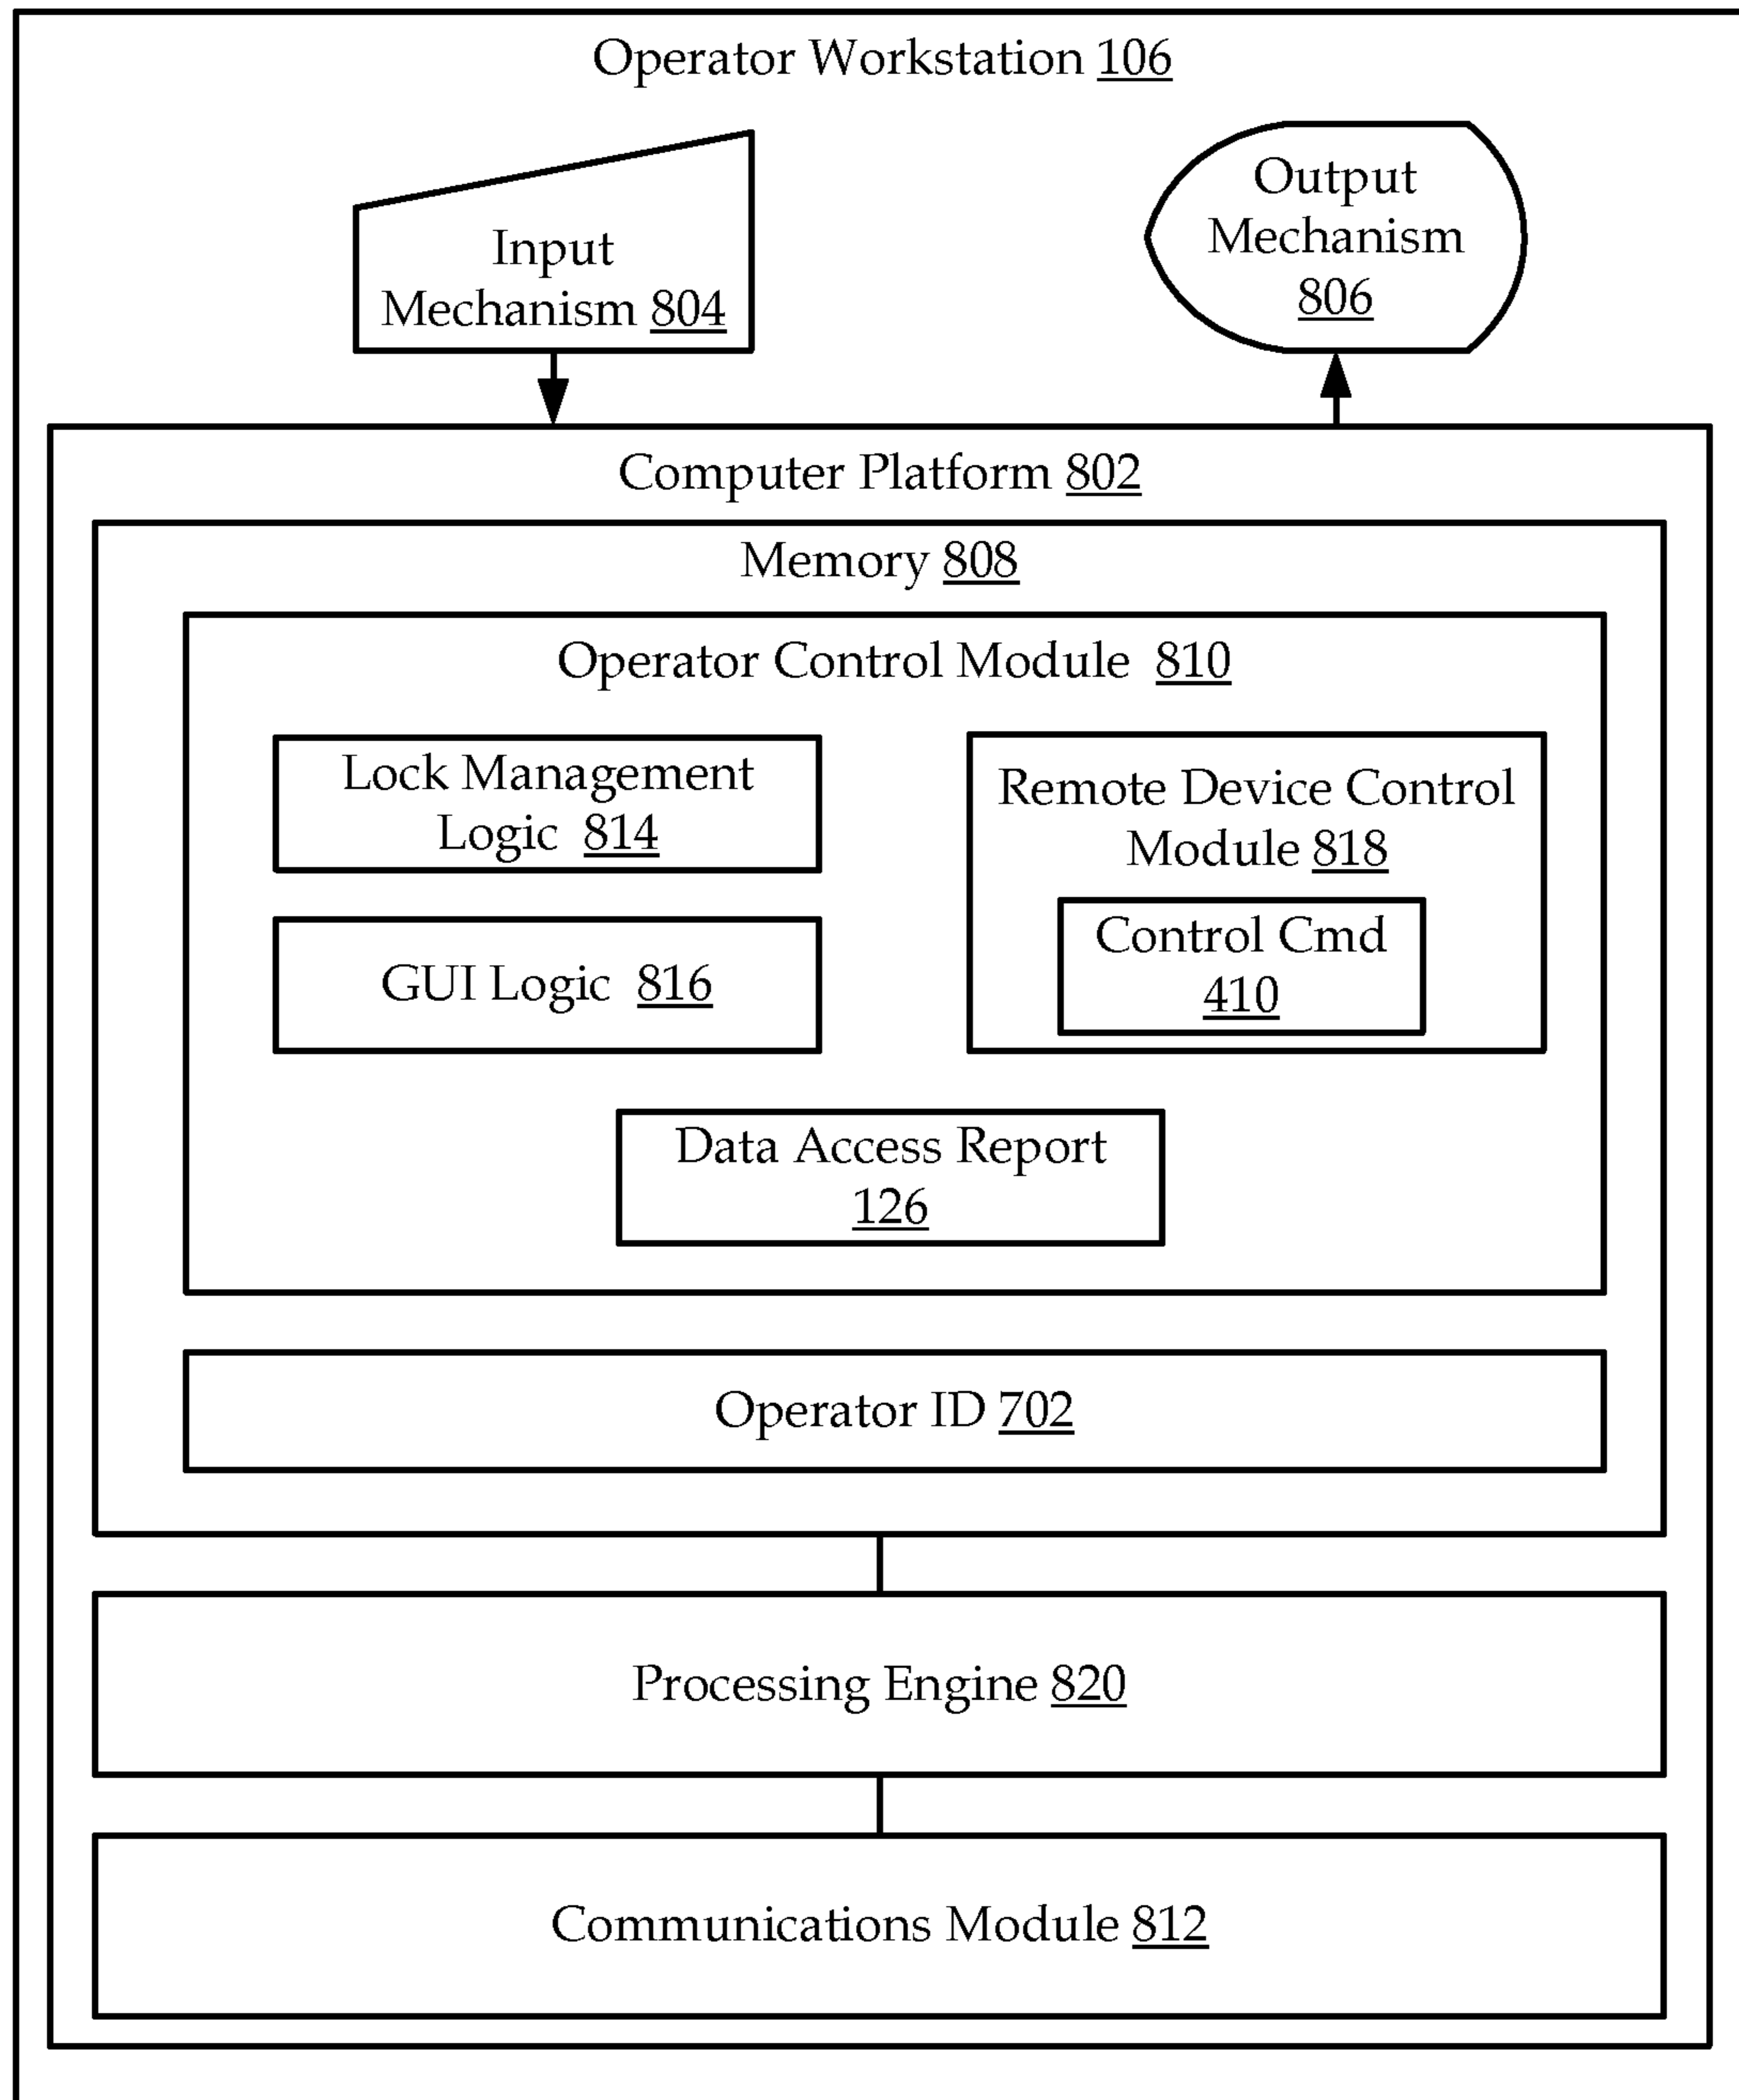 Operator Workstation 106
Input
Mechanism 804
Output
Mechanism
806
Computer Platform 802
Memory 808
Operator Control Module 810
Lock Management
Logic 814
Remote Device Control
Module 818
GUI Logic 816
Control Cmd
410
Data Access Report
126
Operator ID 702
Processing Engine 820
Communications Module 812